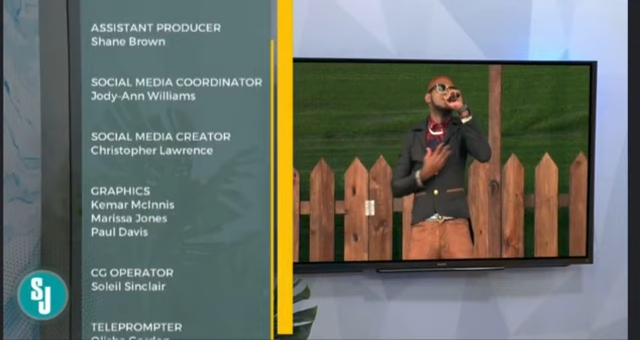 ASSISTANT PRODUCER
Shane Brown
SOCIAL MEDIA COORDINATOR
Jody-Ann Williams
SOCIAL MEDIA CREATOR
Christopher Lawrence
GRAPHICS
Kemar McInnis
Marissa Jones
Paul Davis
CG OPERATOR
Soleil Sinclair
SJ
TELEPROMPTER